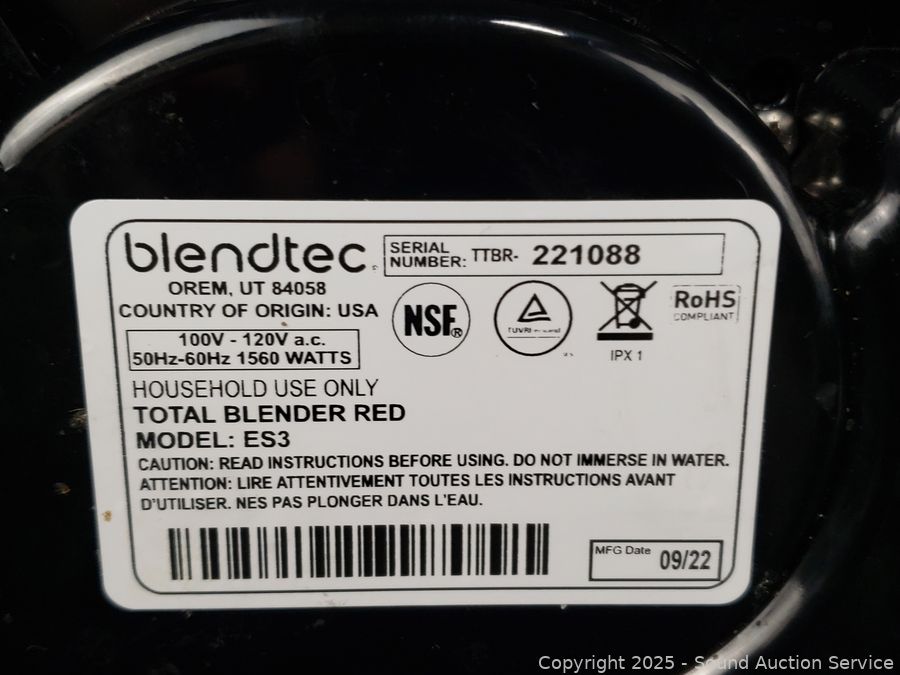 blendtec
SERIAL NUMBER: TTBR- 221088
OREM, UT 84058
COUNTRY OF ORIGIN: USA
100V - 120V a.c.
50Hz-60Hz 1560 WATTS
NSF®
RoHS
COMPLIANT
IPX 1
HOUSEHOLD USE ONLY
TOTAL BLENDER RED
MODEL: ES3
CAUTION: READ INSTRUCTIONS BEFORE USING. DO NOT IMMERSE IN WATER.
ATTENTION: LIRE ATTENTIVEMENT TOUTES LES INSTRUCTIONS AVANT
D'UTILISER. NES PAS PLONGER DANS L'EAU.
MFG Date 09/22
Copyright 2025 - Sound Auction Service